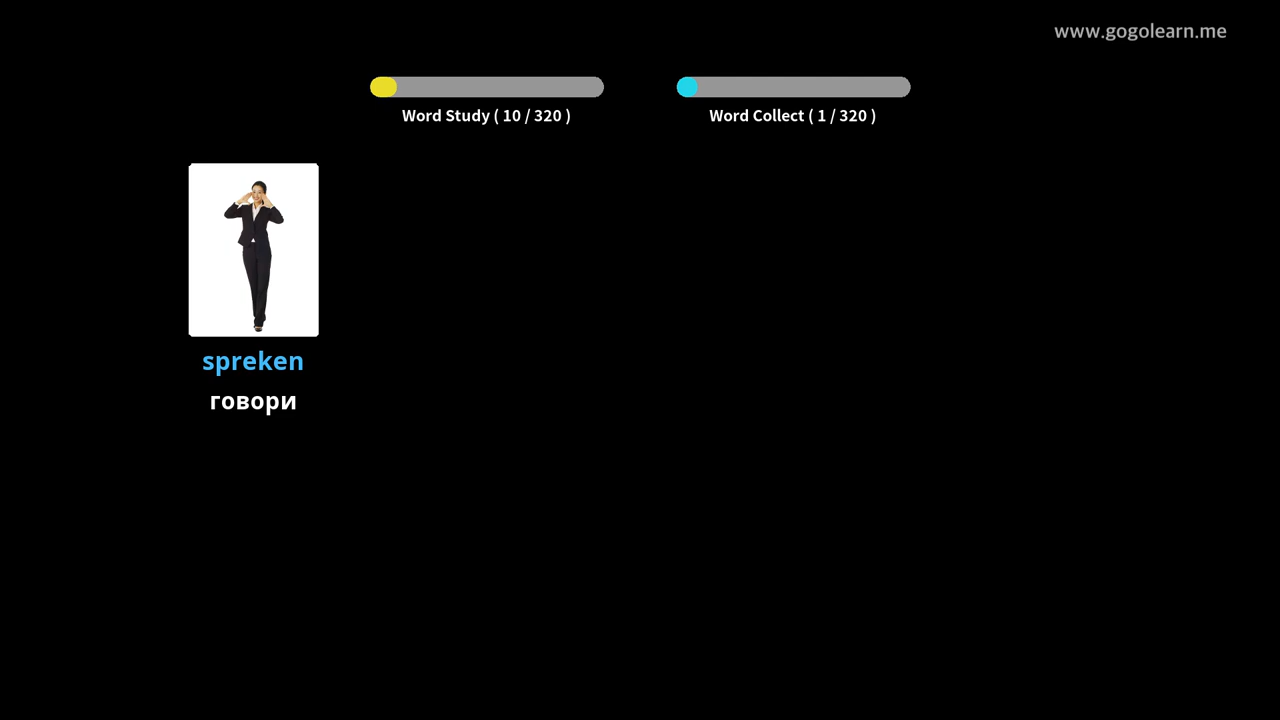 www.gogolearn.me
Word Study ( 10 / 320 )
Word Collect ( 1 / 320 )
spreken
говори